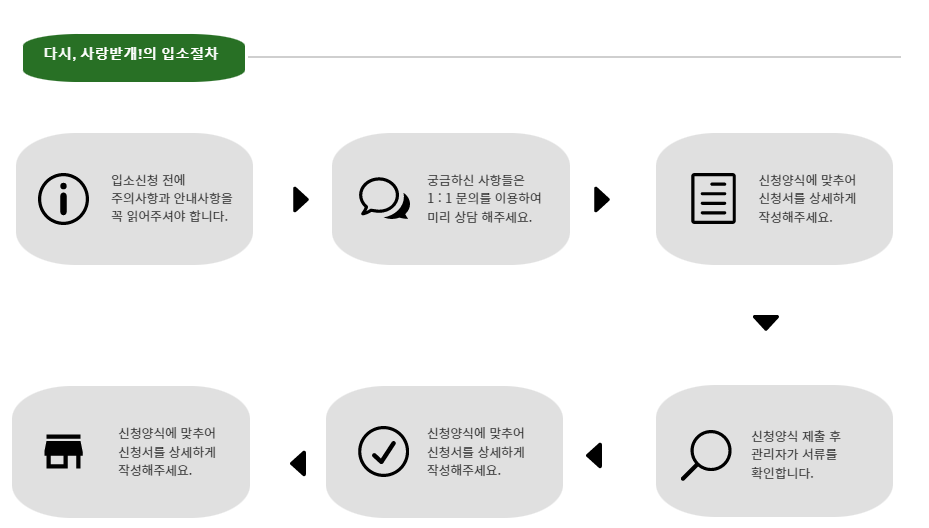 다시, 사랑받개!의 입소절차
입소신청 전에
주의사항과 안내사항을
꼭 읽어주셔야 합니다.
궁금하신 사항들은
1 : 1 문의를 이용하여
미리 상담 해주세요.
신청양식에 맞추어
신청서를 상세하게
작성해주세요.
신청양식 제출 후
관리자가 서류를
확인합니다.
신청양식에 맞추어
신청서를 상세하게
작성해주세요.
신청양식에 맞추어
신청서를 상세하게
작성해주세요.